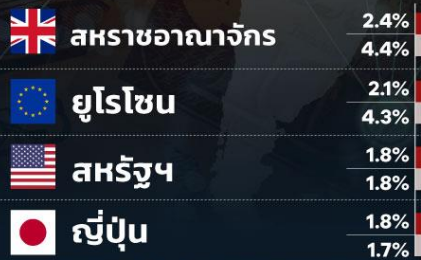 สหราชอาณาจักร
2.4%
4.4%
ยูโรโซน
2.1%
4.3%
สหรัฐฯ
1.8%
1.8%
ญี่ปุ่น
1.8%
1.7%